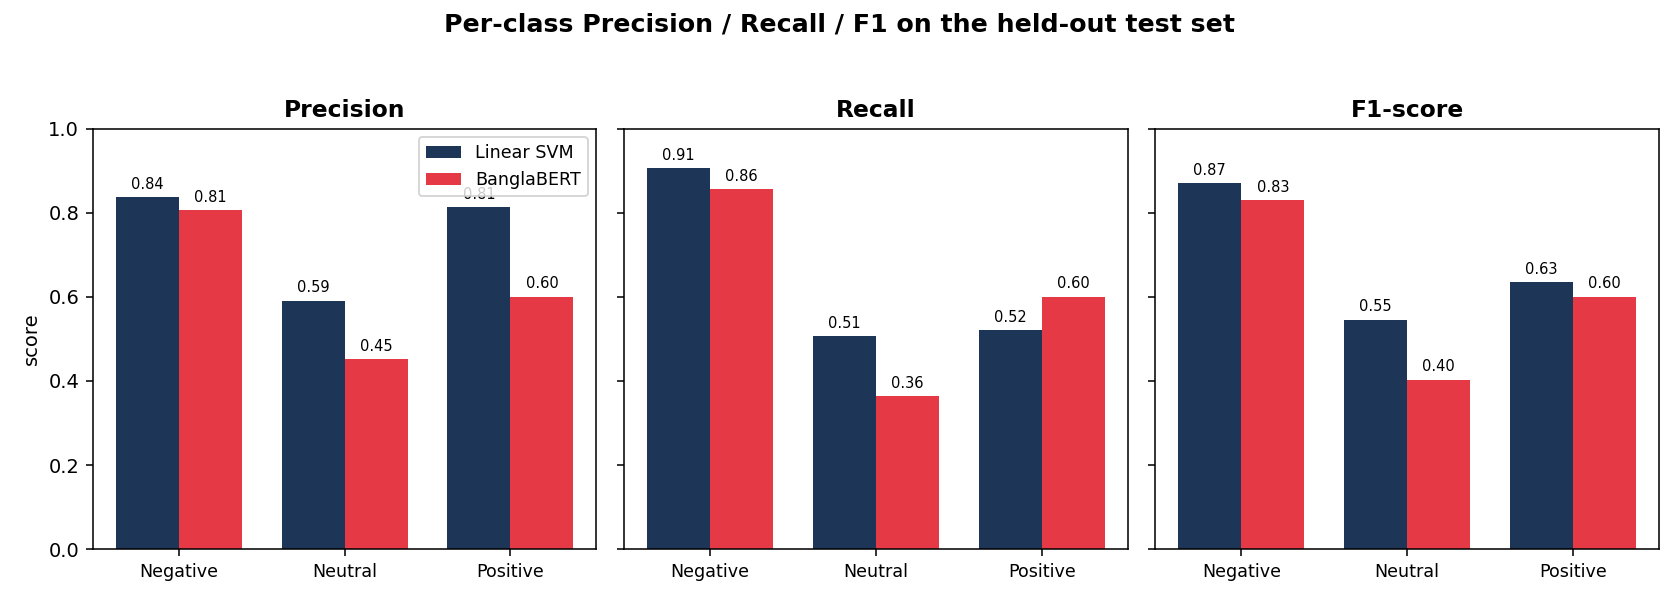 Per-class Precision / Recall / F1 on the held-out test set
Precision
1.0
0.8
0.6
0.4
0.2
0.0
score
Linear SVM
BanglaBERT
0.84
0.81
0.59
0.45
0.81
0.60
Negative
Neutral
Positive
Recall
0.91
0.86
0.51
0.36
0.52
0.60
Negative
Neutral
Positive
F1-score
0.87
0.83
0.55
0.40
0.63
0.60
Negative
Neutral
Positive